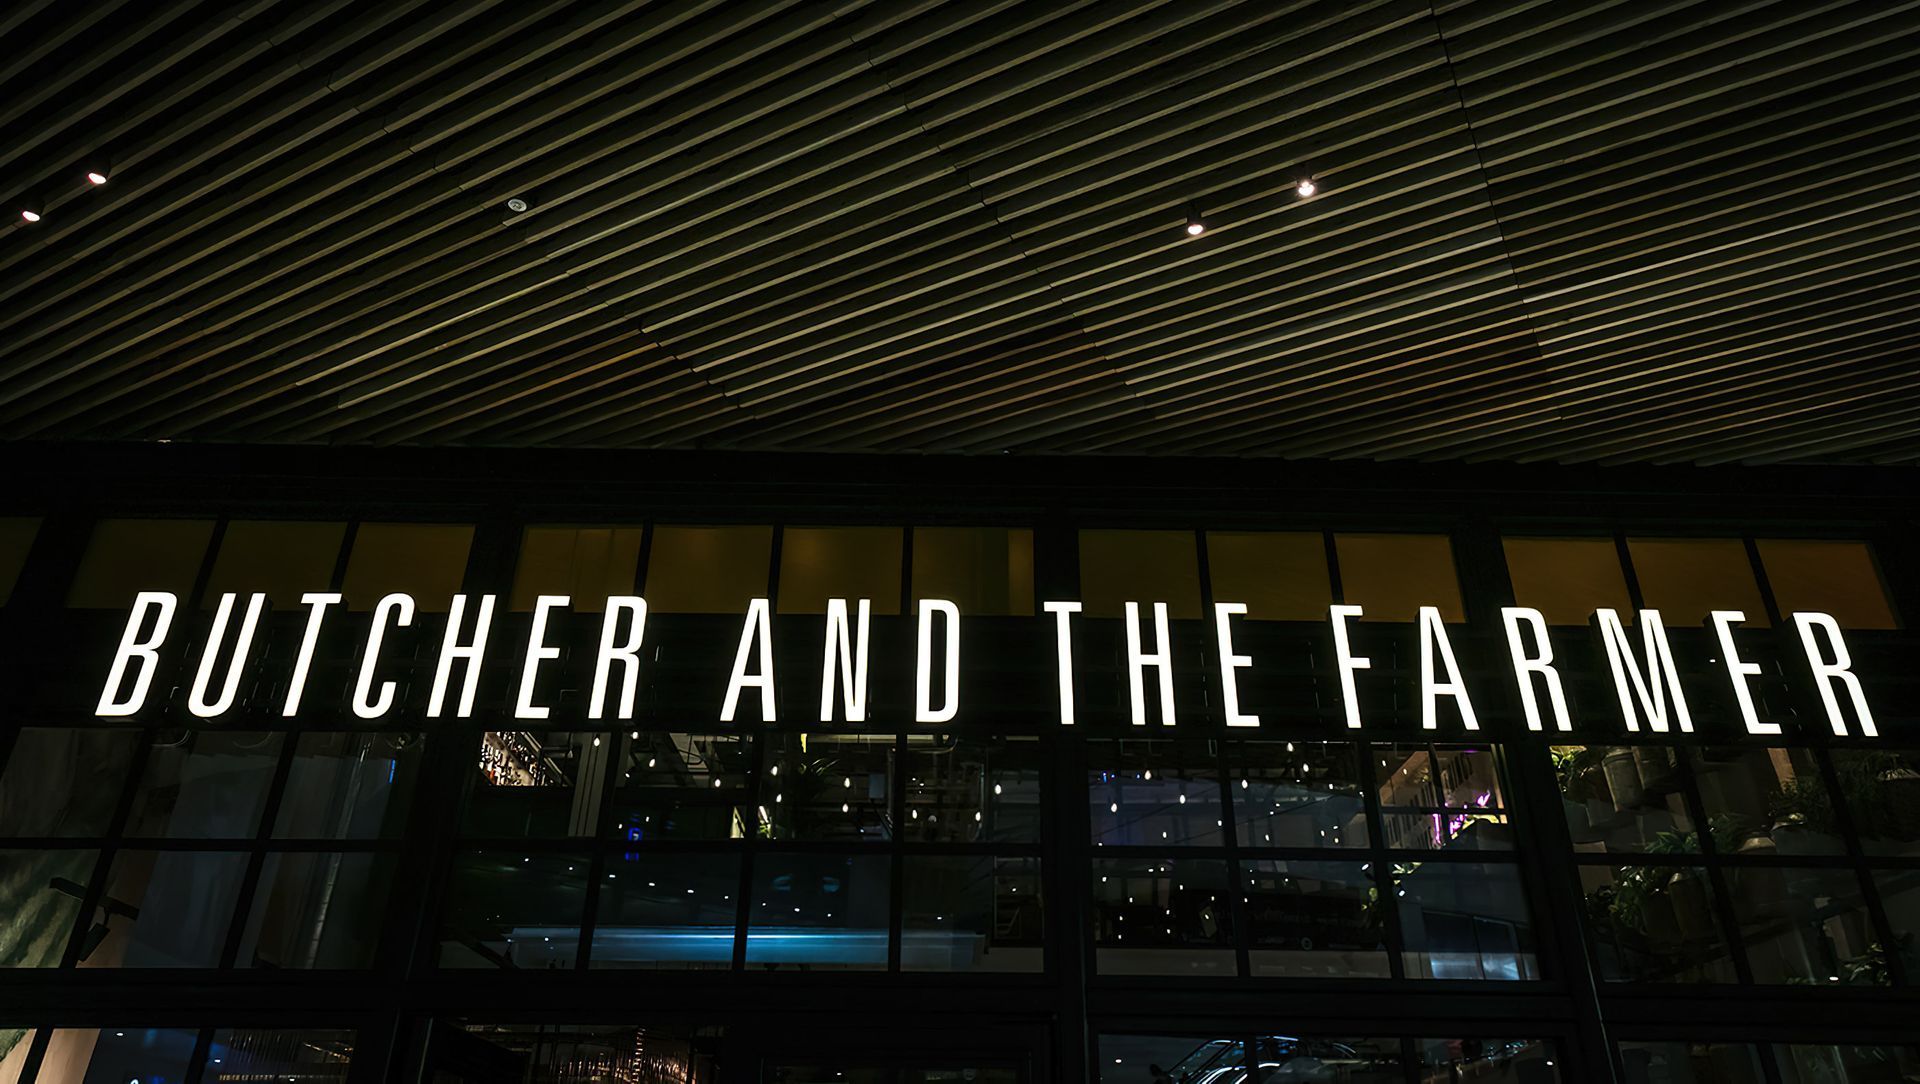 BUTCHER AND THE FARMER